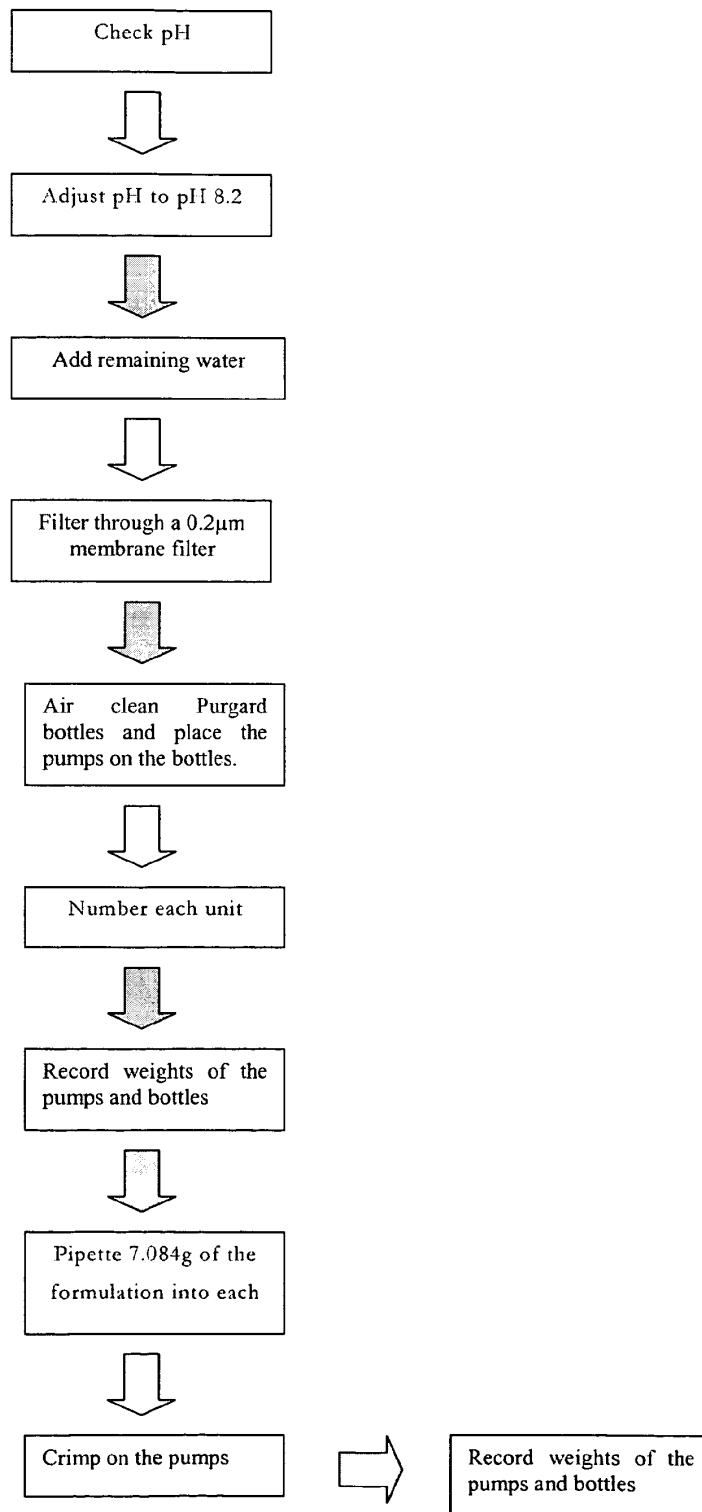 Check pH
Adjust pH to pH 8.2
Add remaining water
Filter through a 0.2µm
membrane filter
Air clean Purgard
bottles and place the
pumps on the bottles.
Number each unit
Record weights of the
pumps and bottles
Pipette 7.084g of the
formulation into each
Crimp on the pumps
Record weights of the
pumps and bottles